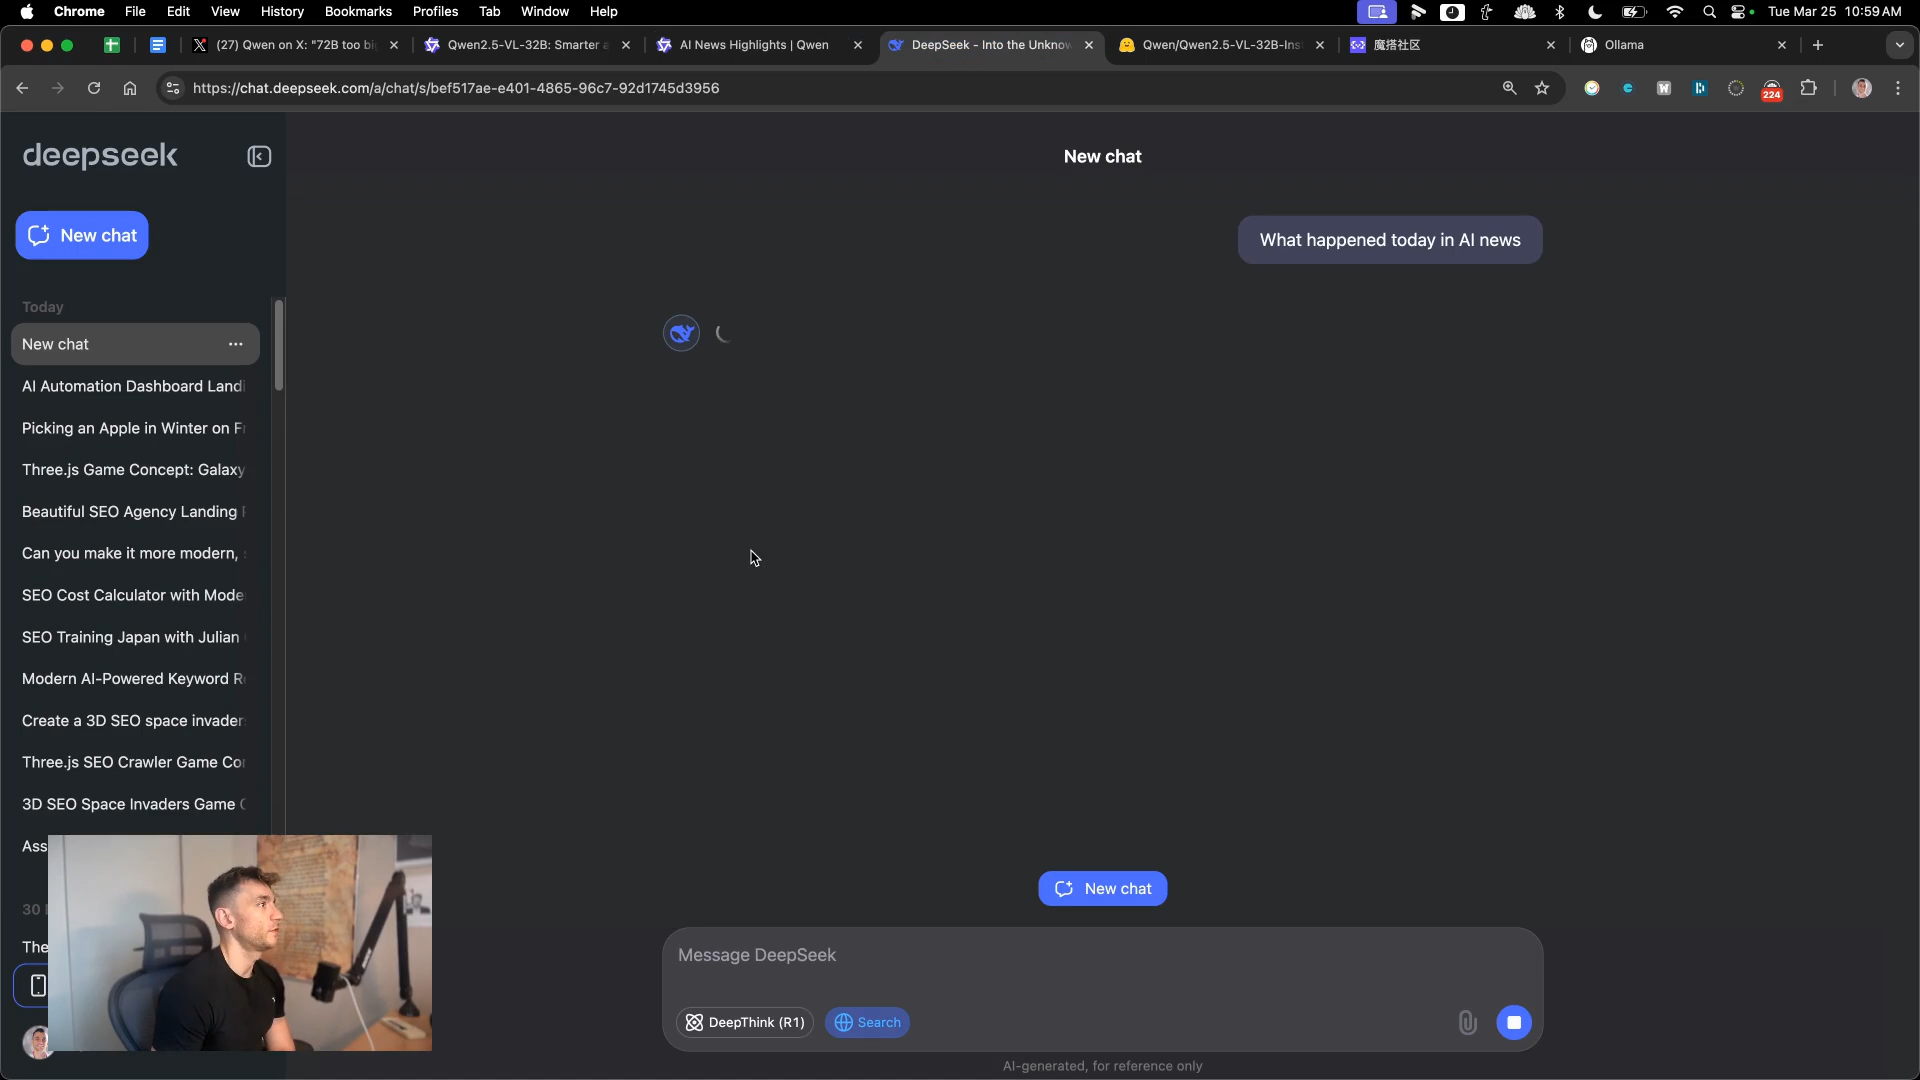 Chrome File Edit View History Bookmarks Profiles Tab Window Help
Tue Mar 25 10:59 AM
(27) Qwen on X: "72B too bi
Qwen2.5-VL-32B: Smarter a
AI News Highlights | Qwen
DeepSeek - Into the Unknow
Qwen/Qwen2.5-VL-32B-Inst
魔搭社区
Ollama
https://chat.deepseek.com/a/chat/s/bef517ae-e401-4865-96c7-92d1745d3956
224
deepseek
New chat
New chat
What happened today in AI news
Today
New chat
AI Automation Dashboard Landi
Picking an Apple in Winter on F
Three.js Game Concept: Galaxy
Beautiful SEO Agency Landing
Can you make it more modern,
SEO Cost Calculator with Mode
SEO Training Japan with Julian
Modern AI-Powered Keyword R
Create a 3D SEO space invader
Three.js SEO Crawler Game Co
3D SEO Space Invaders Game
Ass
30
The
New chat
Message DeepSeek
DeepThink (R1)
Search
AI-generated, for reference only